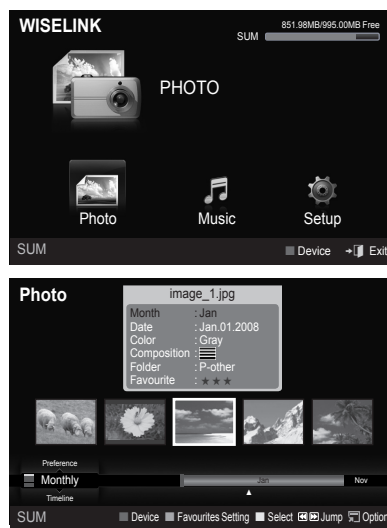 WISELINK
851.98MB/995.00MB Free
SUM
PHOTO
Photo Music Setup
SUM Device Exit
Photo
image_1.jpg
Month : Jan
Date : Jan.01.2008
Color : Gray
Composition :
Folder : P-other
Favourite : ★ ★ ★
Preference
Monthly Jan Nov
Timeline
SUM Device Favourites Setting Select Jump Option